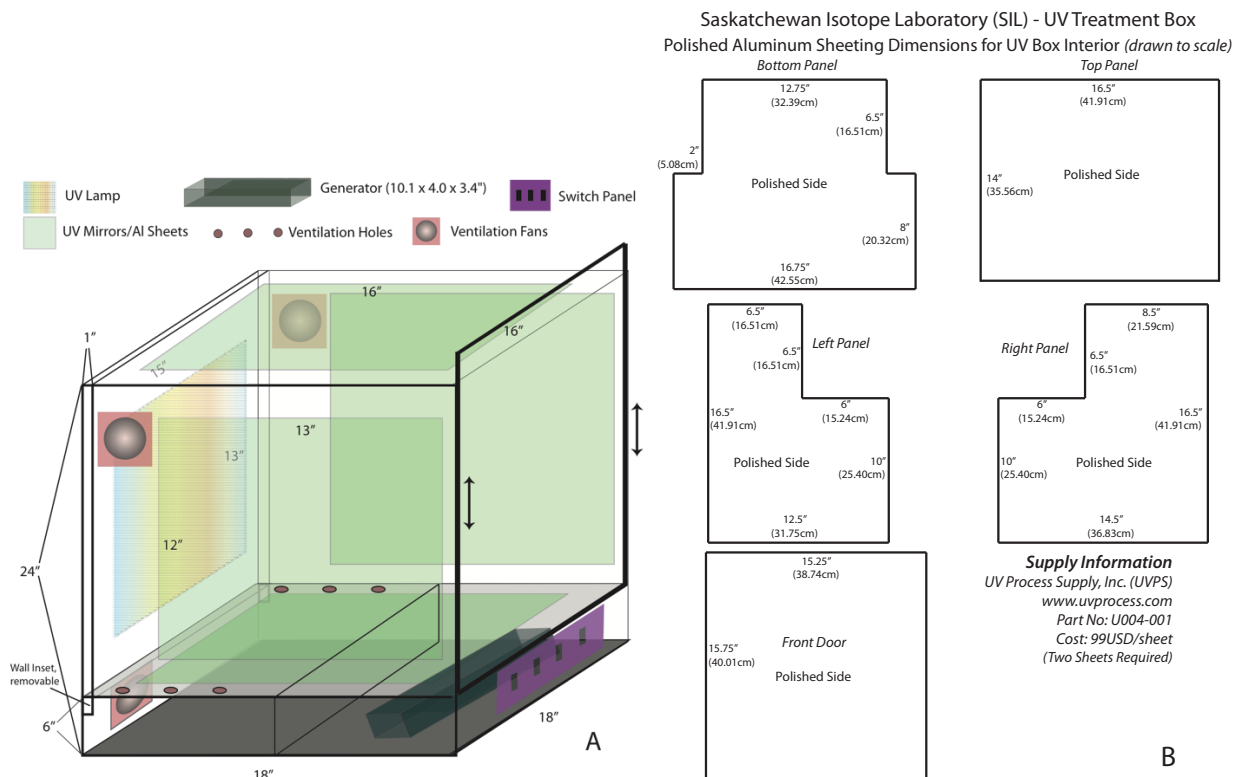 Saskatchewan Isotope Laboratory (SIL) - UV Treatment Box
Polished Aluminum Sheeting Dimensions for UV Box Interior (drawn to scale)
UV Lamp
Generator (10.1 x 4.0 x 3.4")
Switch Panel
UV Mirrors/Al Sheets
Ventilation Holes
Ventilation Fans
16"
16"
1"
15"
13"
13"
12"
24"
Wall Inset,
removable
6"
18"
18"
A
Bottom Panel
12.75"
(32.39cm)
6.5"
(16.51cm)
2"
(5.08cm)
Polished Side
8"
(20.32cm)
16.75"
(42.55cm)
Top Panel
16.5"
(41.91cm)
14"
(35.56cm)
Polished Side
6.5"
(16.51cm)
Left Panel
6.5"
(16.51cm)
16.5"
(41.91cm)
6"
(15.24cm)
Polished Side
10"
(25.40cm)
12.5"
(31.75cm)
8.5"
(21.59cm)
Right Panel
6.5"
(16.51cm)
6"
(15.24cm)
16.5"
(41.91cm)
10"
(25.40cm)
Polished Side
14.5"
(36.83cm)
15.25"
(38.74cm)
15.75"
(40.01cm)
Front Door
Polished Side
Supply Information
UV Process Supply, Inc. (UVPS)
www.uvprocess.com
Part No: U004-001
Cost: 99USD/sheet
(Two Sheets Required)
B